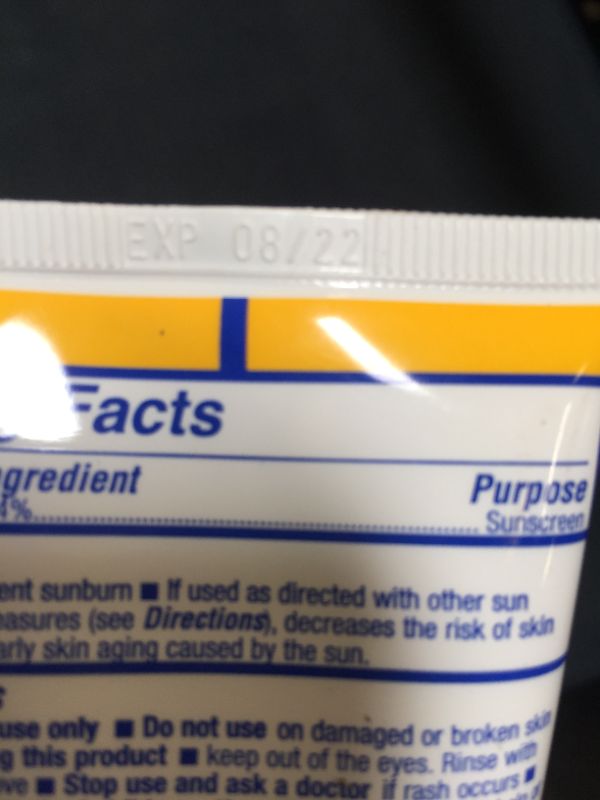 EXP 08/22
Facts
gredient
Purpose
4%
Sunscreen
ent sunburn ■ If used as directed with other sun
easures (see Directions), decreases the risk of skin
arly skin aging caused by the sun.
s
use only ■ Do not use on damaged or broken skin
g this product ■ keep out of the eyes. Rinse with
ve ■ Stop use and ask a doctor if rash occurs ■